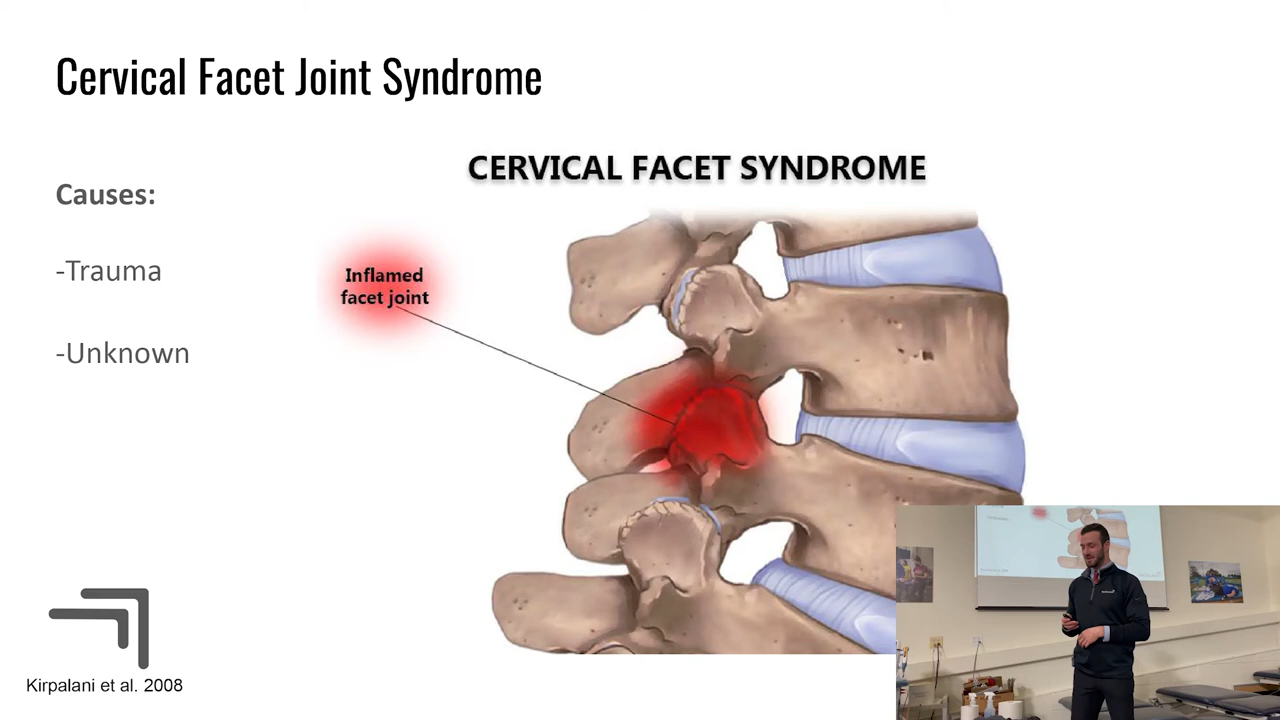 Cervical Facet Joint Syndrome
CERVICAL FACET SYNDROME
Causes:
-Trauma
-Unknown
Inflamed
facet joint
Kirpalani et al. 2008